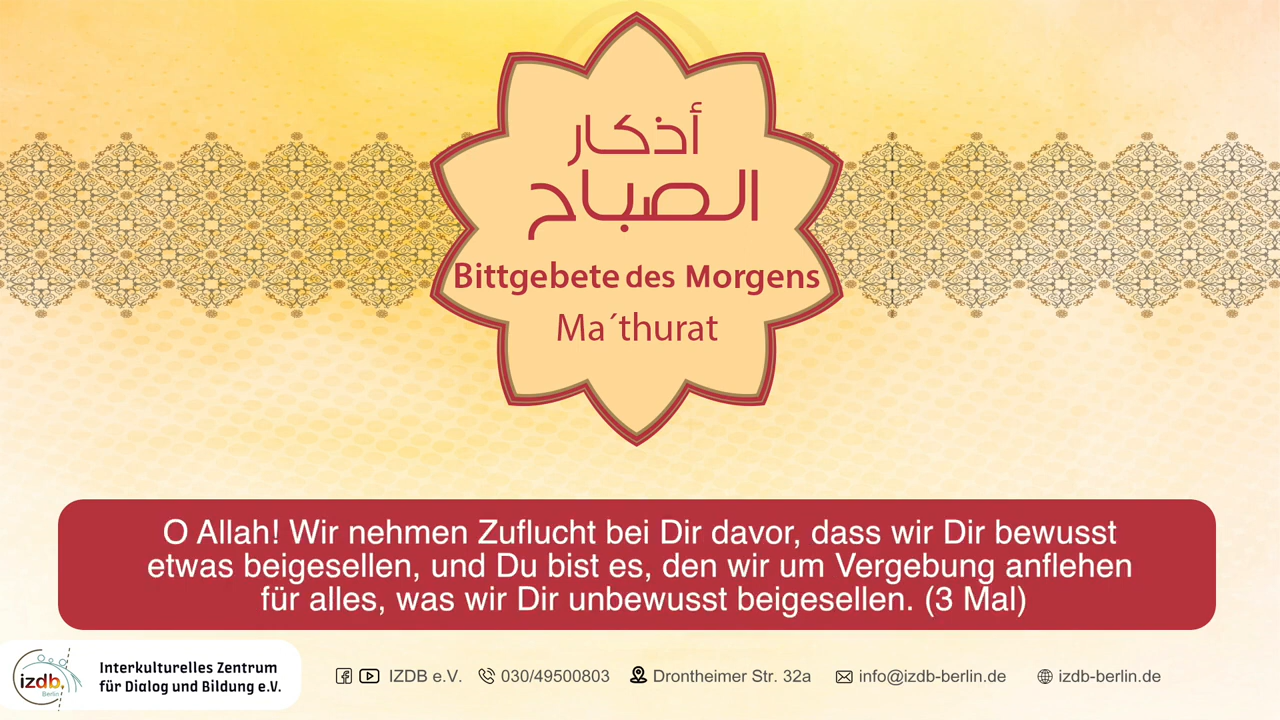 أذكار
الصباح
Bittgebete des Morgens
Ma´thurat
O Allah! Wir nehmen Zuflucht bei Dir davor, dass wir Dir bewusst
etwas beigesellen, und Du bist es, den wir um Vergebung anflehen
für alles, was wir Dir unbewusst beigesellen. (3 Mal)
izdb.
Berlin
Interkulturelles Zentrum
für Dialog und Bildung e.V.
IZDB e.V. 030/49500803 Drontheimer Str. 32a info@izdb-berlin.de izdb-berlin.de